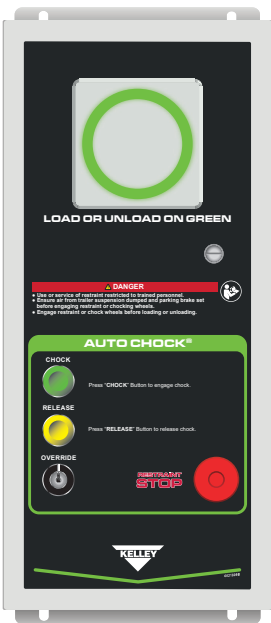 LOAD OR UNLOAD ON GREEN
DANGER
● Use or service of restraint restricted to trained personnel.
● Ensure air from trailer suspension dumped and parking brake set
before engaging restraint or chocking wheels.
● Engage restraint or chock wheels before loading or unloading.
AUTO CHOCK®
CHOCK
Press "CHOCK" Button to engage chock.
RELEASE
Press "RELEASE" Button to release chock.
OVERRIDE
RESTRAINT
STOP
KELLEY